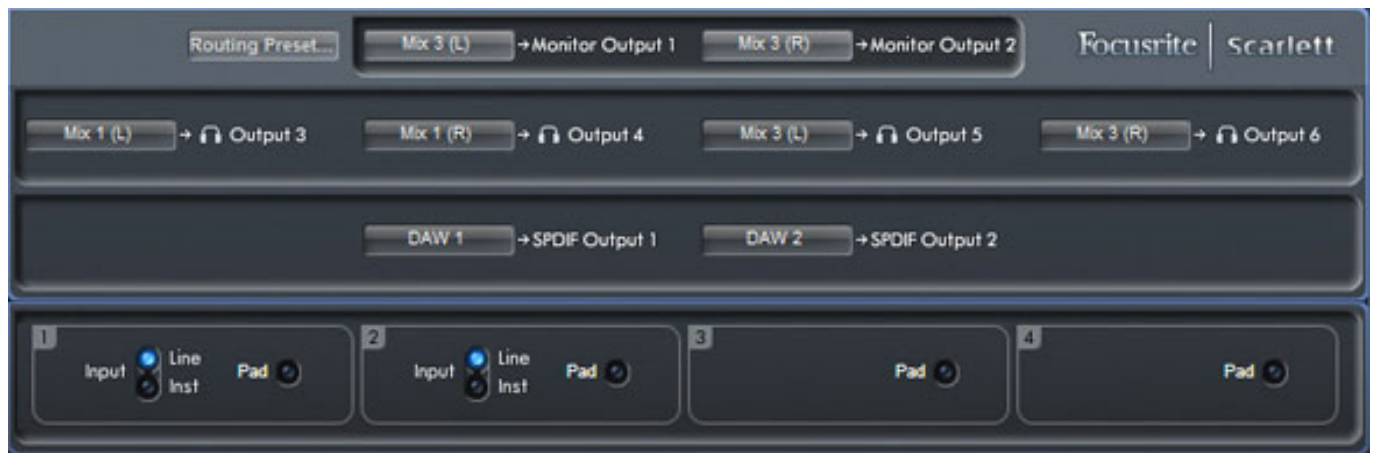 Routing Preset... Mix 3 (L) → Monitor Output 1 Mix 3 (R) → Monitor Output 2 Focusrite | Scarlett
Mix 1 (L) → Output 3 Mix 1 (R) → Output 4 Mix 3 (L) → Output 5 Mix 3 (R) → Output 6
DAW 1 → SPDIF Output 1 DAW 2 → SPDIF Output 2
1 Input Line Inst Pad
2 Input Line Inst Pad
3 Pad
4 Pad